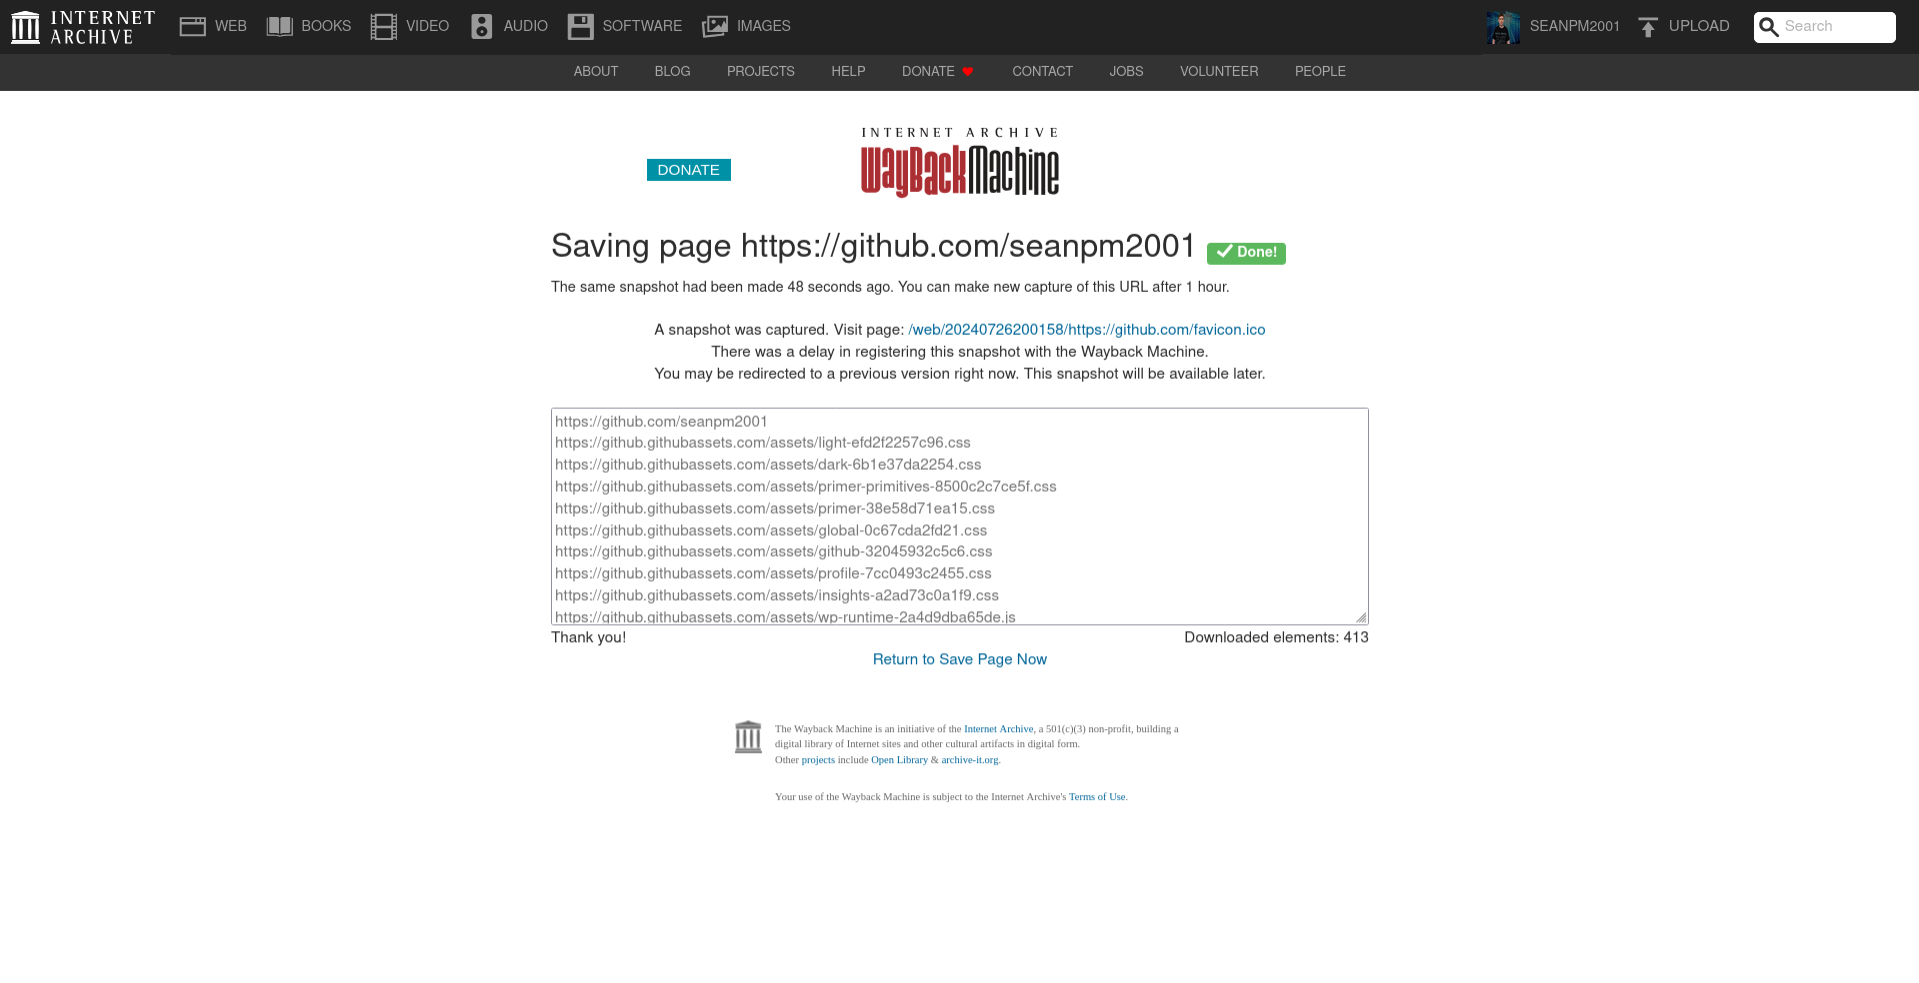 INTERNET ARCHIVE
WEB BOOKS VIDEO AUDIO SOFTWARE IMAGES SEANPM2001 UPLOAD Search
ABOUT BLOG PROJECTS HELP DONATE CONTACT JOBS VOLUNTEER PEOPLE
INTERNET ARCHIVE
WayBackMachine
DONATE
Saving page https://github.com/seanpm2001 Done!
The same snapshot had been made 48 seconds ago. You can make new capture of this URL after 1 hour.
A snapshot was captured. Visit page: /web/20240726200158/https://github.com/favicon.ico
There was a delay in registering this snapshot with the Wayback Machine.
You may be redirected to a previous version right now. This snapshot will be available later.
https://github.com/seanpm2001
https://github.githubassets.com/assets/light-efd2f2257c96.css
https://github.githubassets.com/assets/dark-6b1e37da2254.css
https://github.githubassets.com/assets/primer-primitives-8500c2c7ce5f.css
https://github.githubassets.com/assets/primer-38e58d71ea15.css
https://github.githubassets.com/assets/global-0c67cda2fd21.css
https://github.githubassets.com/assets/github-32045932c5c6.css
https://github.githubassets.com/assets/profile-7cc0493c2455.css
https://github.githubassets.com/assets/insights-a2ad73c0a1f9.css
https://github.githubassets.com/assets/wp-runtime-2a4d9dba65de.js
Thank you! Downloaded elements: 413
Return to Save Page Now
The Wayback Machine is an initiative of the Internet Archive, a 501(c)(3) non-profit, building a
digital library of Internet sites and other cultural artifacts in digital form.
Other projects include Open Library & archive-it.org.
Your use of the Wayback Machine is subject to the Internet Archive's Terms of Use.